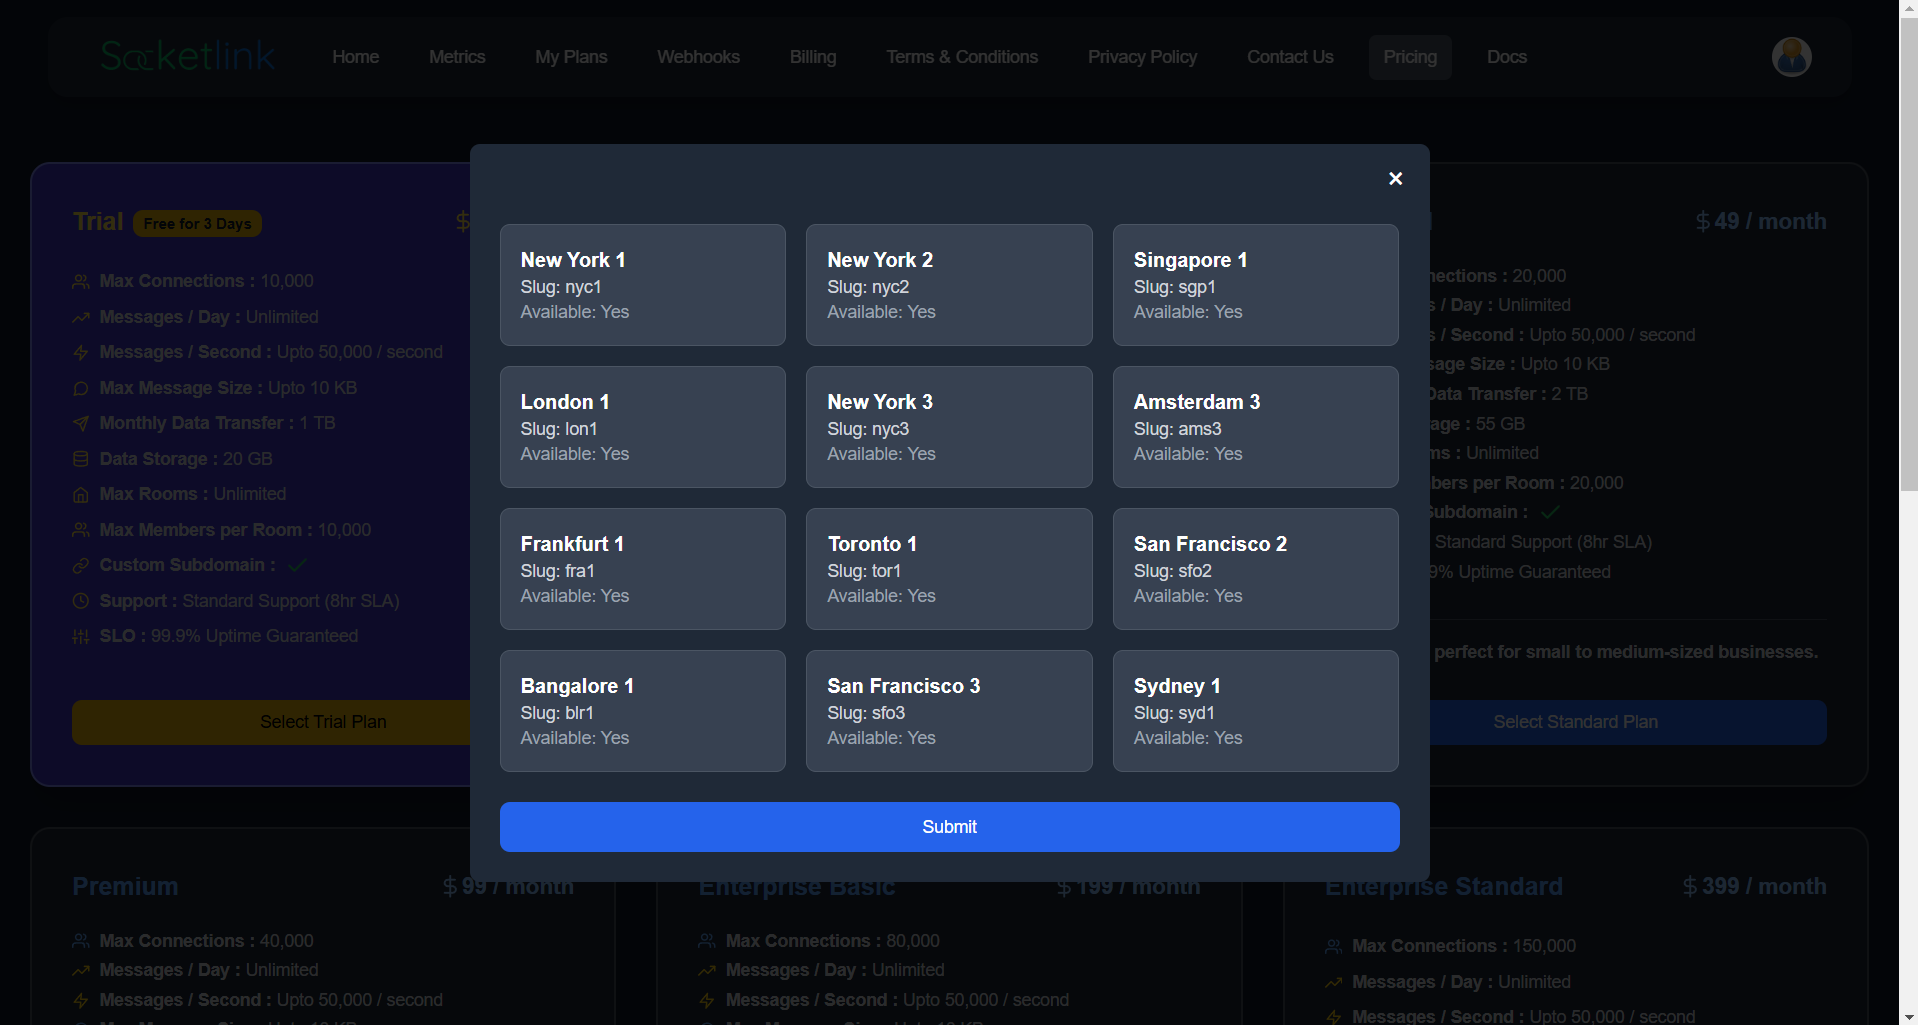 Socketlink
Home
Metrics
My Plans
Webhooks
Billing
Terms & Conditions
Privacy Policy
Contact Us
Pricing
Docs
Trial
Free for 3 Days
$
Max Connections : 10,000
Messages / Day : Unlimited
Messages / Second : Upto 50,000 / second
Max Message Size : Upto 10 KB
Monthly Data Transfer : 1 TB
Data Storage : 20 GB
Max Rooms : Unlimited
Max Members per Room : 10,000
Custom Subdomain :
Support : Standard Support (8hr SLA)
SLO : 99.9% Uptime Guaranteed
Select Trial Plan
×
New York 1
Slug: nyc1
Available: Yes
New York 2
Slug: nyc2
Available: Yes
Singapore 1
Slug: sgp1
Available: Yes
London 1
Slug: lon1
Available: Yes
New York 3
Slug: nyc3
Available: Yes
Amsterdam 3
Slug: ams3
Available: Yes
Frankfurt 1
Slug: fra1
Available: Yes
Toronto 1
Slug: tor1
Available: Yes
San Francisco 2
Slug: sfo2
Available: Yes
Bangalore 1
Slug: blr1
Available: Yes
San Francisco 3
Slug: sfo3
Available: Yes
Sydney 1
Slug: syd1
Available: Yes
Submit
$ 49 / month
nections : 20,000
s / Day : Unlimited
s / Second : Upto 50,000 / second
sage Size : Upto 10 KB
Data Transfer : 2 TB
age : 55 GB
ms : Unlimited
bers per Room : 20,000
Subdomain :
Standard Support (8hr SLA)
9% Uptime Guaranteed
perfect for small to medium-sized businesses.
Select Standard Plan
Premium
$ 99 / month
Max Connections : 40,000
Messages / Day : Unlimited
Messages / Second : Upto 50,000 / second
Enterprise Basic
$ 199 / month
Max Connections : 80,000
Messages / Day : Unlimited
Messages / Second : Upto 50,000 / second
Enterprise Standard
$ 399 / month
Max Connections : 150,000
Messages / Day : Unlimited
Messages / Second : Upto 50,000 / second